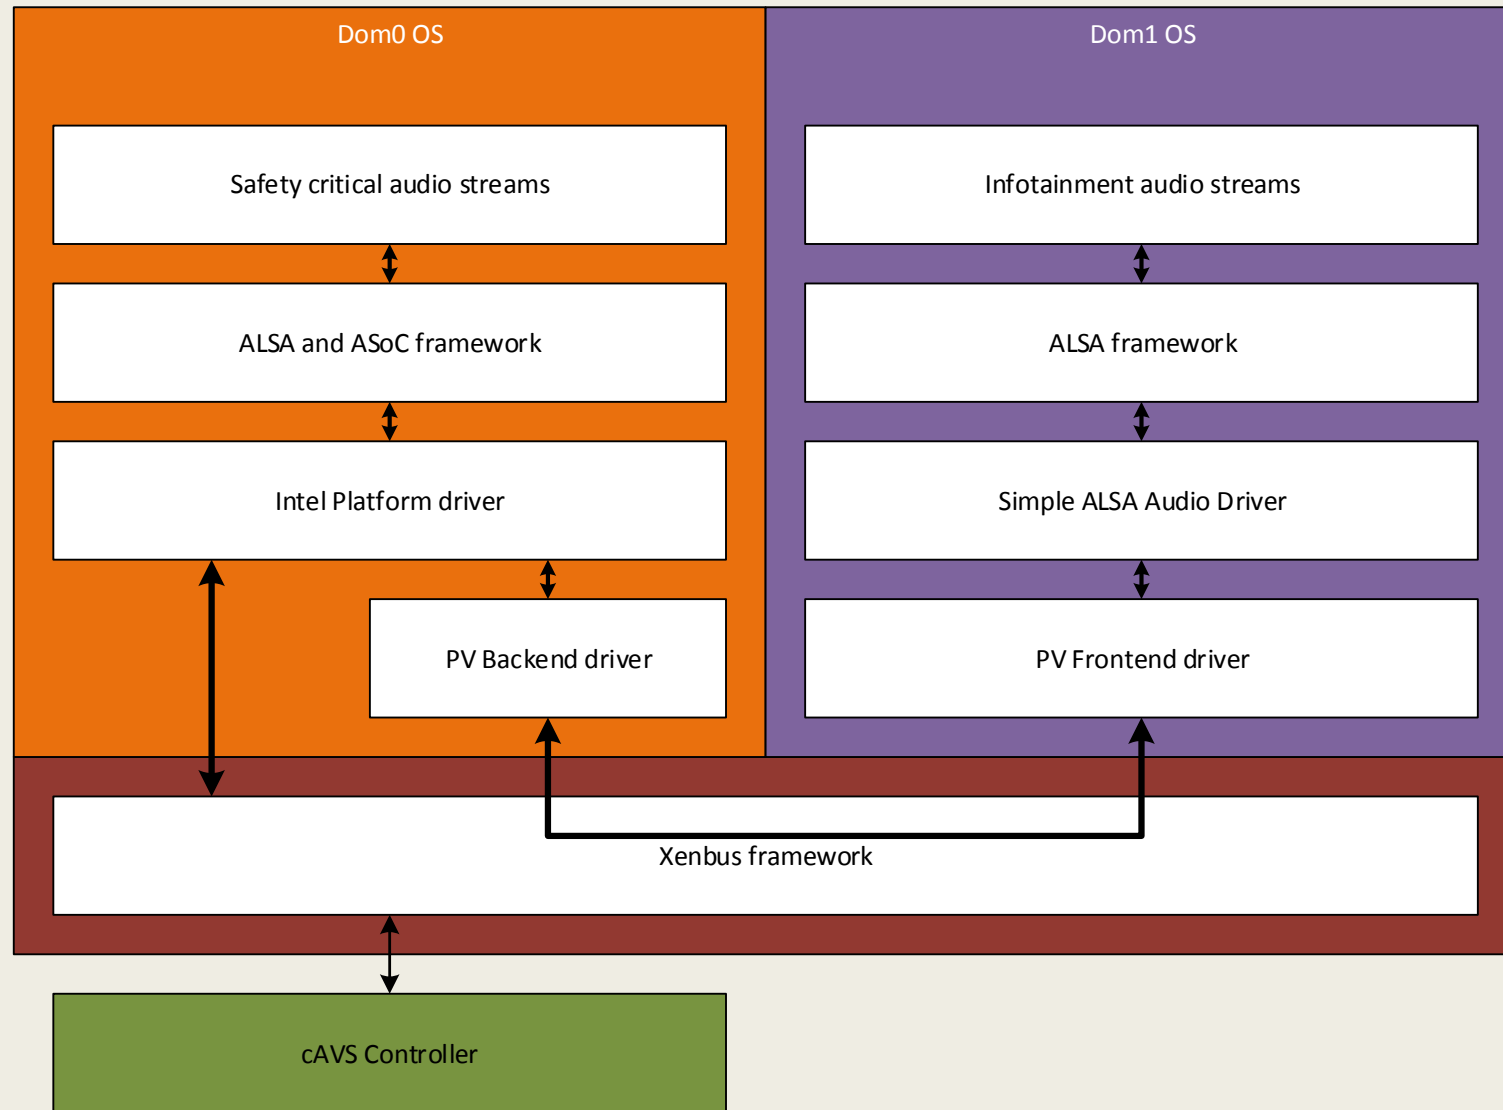 Dom0 OS
Dom1 OS
Safety critical audio streams
Infotainment audio streams
ALSA and ASoC framework
ALSA framework
Intel Platform driver
Simple ALSA Audio Driver
PV Backend driver
PV Frontend driver
Xenbus framework
cAVS Controller